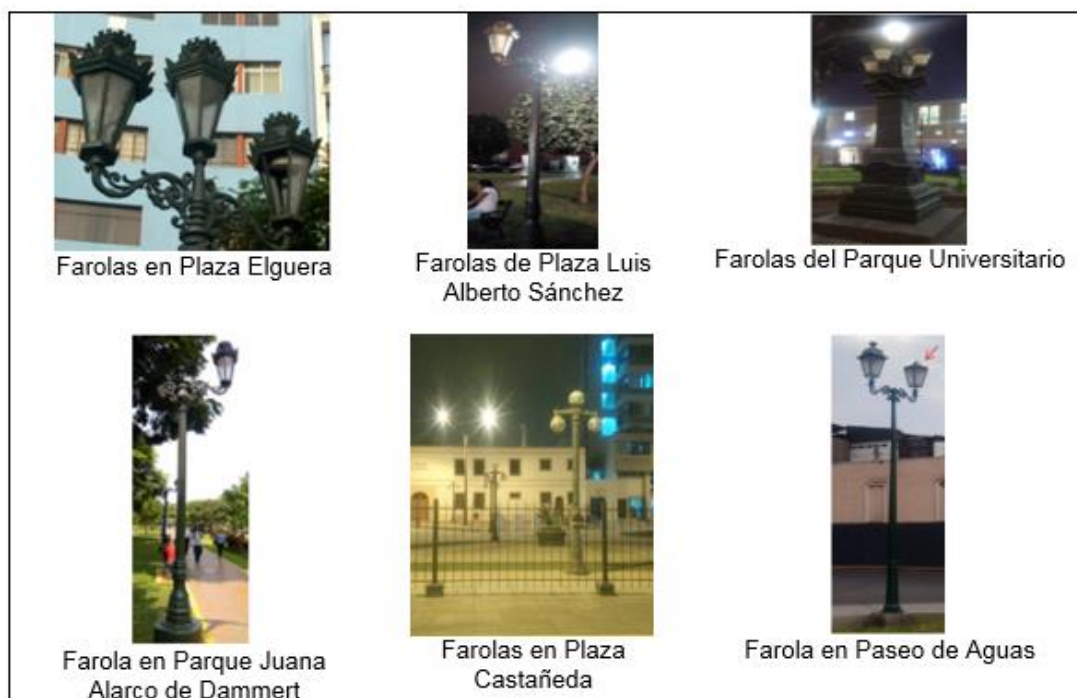 Farolas en Plaza Elguera
Farolas de Plaza Luis
Alberto Sánchez
Farolas del Parque Universitario
Farola en Parque Juana
Alarco de Dammert
Farolas en Plaza
Castañeda
Farola en Paseo de Aguas